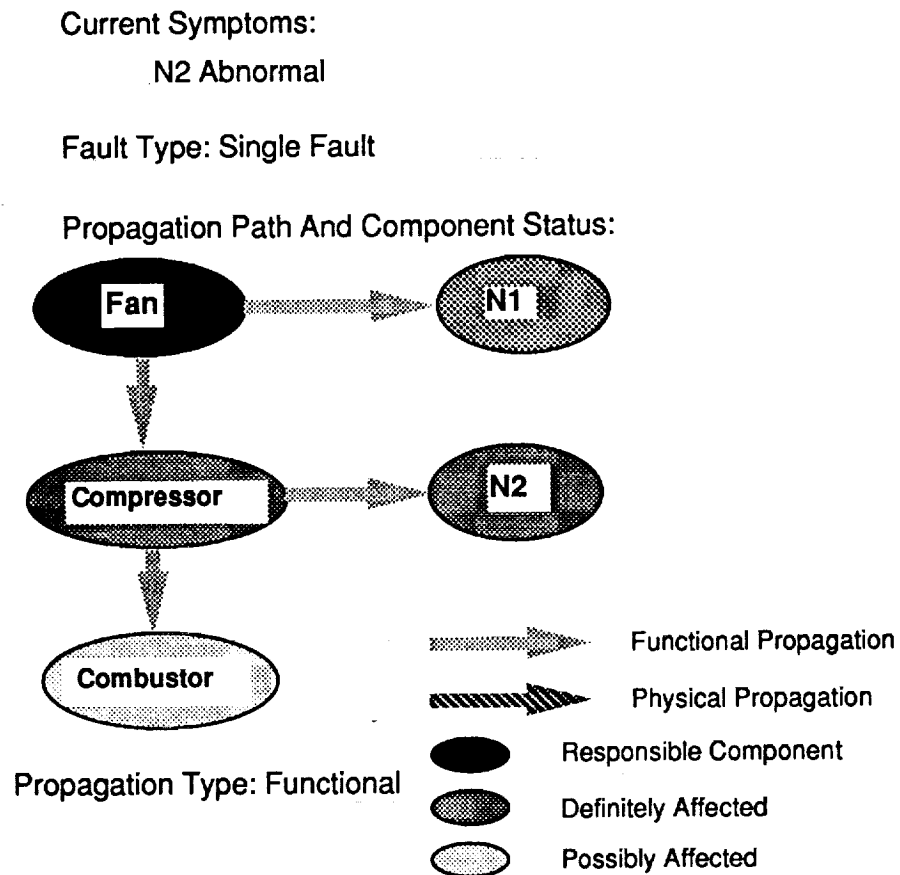 Current Symptoms:
N2 Abnormal
Fault Type: Single Fault
Propagation Path And Component Status:
Fan
N1
Compressor
N2
Combustor
Functional Propagation
Physical Propagation
Responsible Component
Propagation Type: Functional
Definitely Affected
Possibly Affected